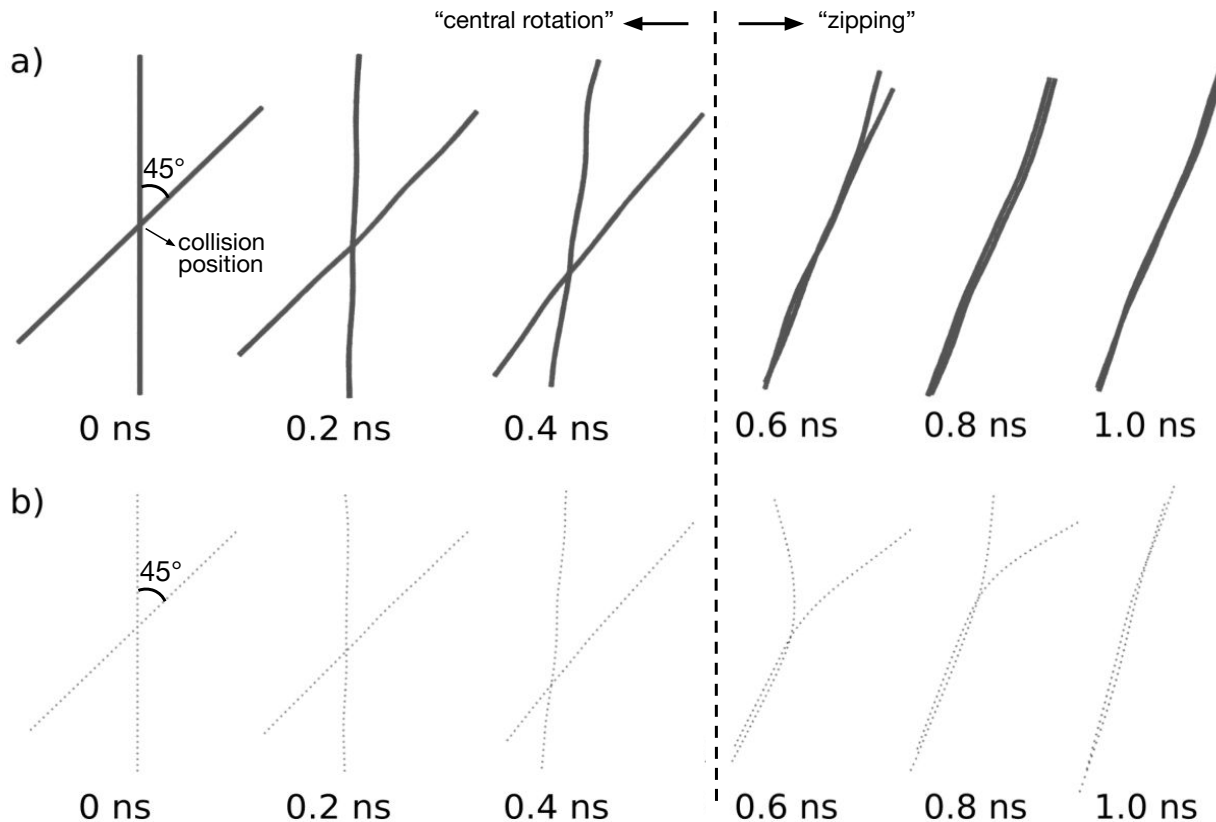 “central rotation”
“zipping”
a)
45°
collision
position
0 ns
0.2 ns
0.4 ns
0.6 ns
0.8 ns
1.0 ns
b)
45°
0 ns
0.2 ns
0.4 ns
0.6 ns
0.8 ns
1.0 ns